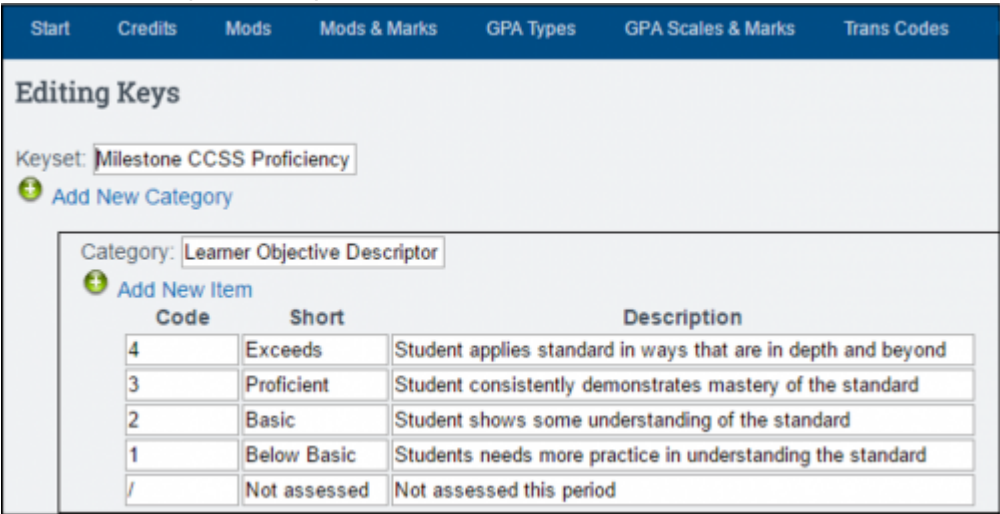 Start Credits Mods Mods & Marks GPA Types GPA Scales & Marks Trans Codes
Editing Keys
Keyset: Milestone CCSS Proficiency
Add New Category
Category: Learner Objective Descriptor
Add New Item
Code Short Description
4 Exceeds Student applies standard in ways that are in depth and beyond
3 Proficient Student consistently demonstrates mastery of the standard
2 Basic Student shows some understanding of the standard
1 Below Basic Students needs more practice in understanding the standard
/ Not assessed Not assessed this period